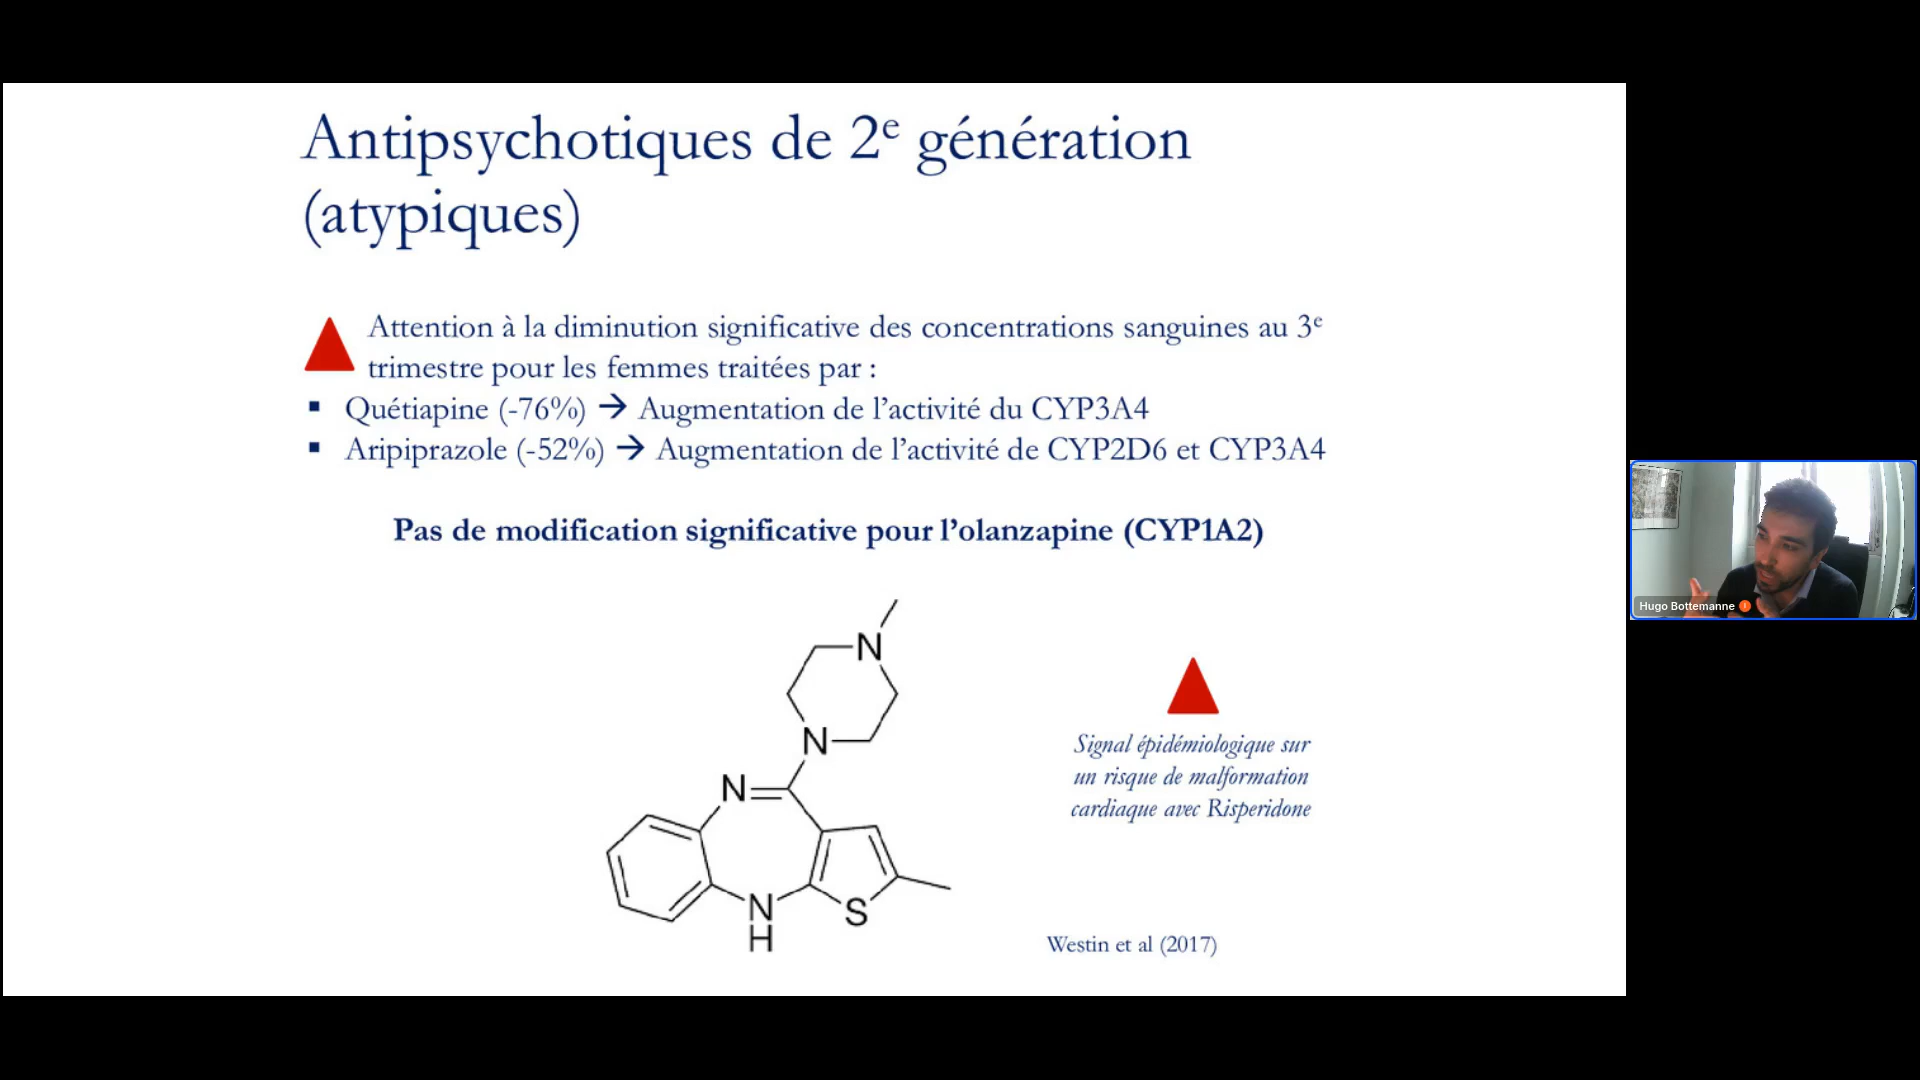 Antipsychotiques de 2e génération
(atypiques)
Attention à la diminution significative des concentrations sanguines au 3e
trimestre pour les femmes traitées par :
▪ Quétiapine (-76%) → Augmentation de l'activité du CYP3A4
▪ Aripiprazole (-52%) → Augmentation de l'activité de CYP2D6 et CYP3A4
Pas de modification significative pour l'olanzapine (CYP1A2)
N
N
N
N
H
S
Signal épidémiologique sur
un risque de malformation
cardiaque avec Risperidone
Westin et al (2017)
Hugo Bottemanne